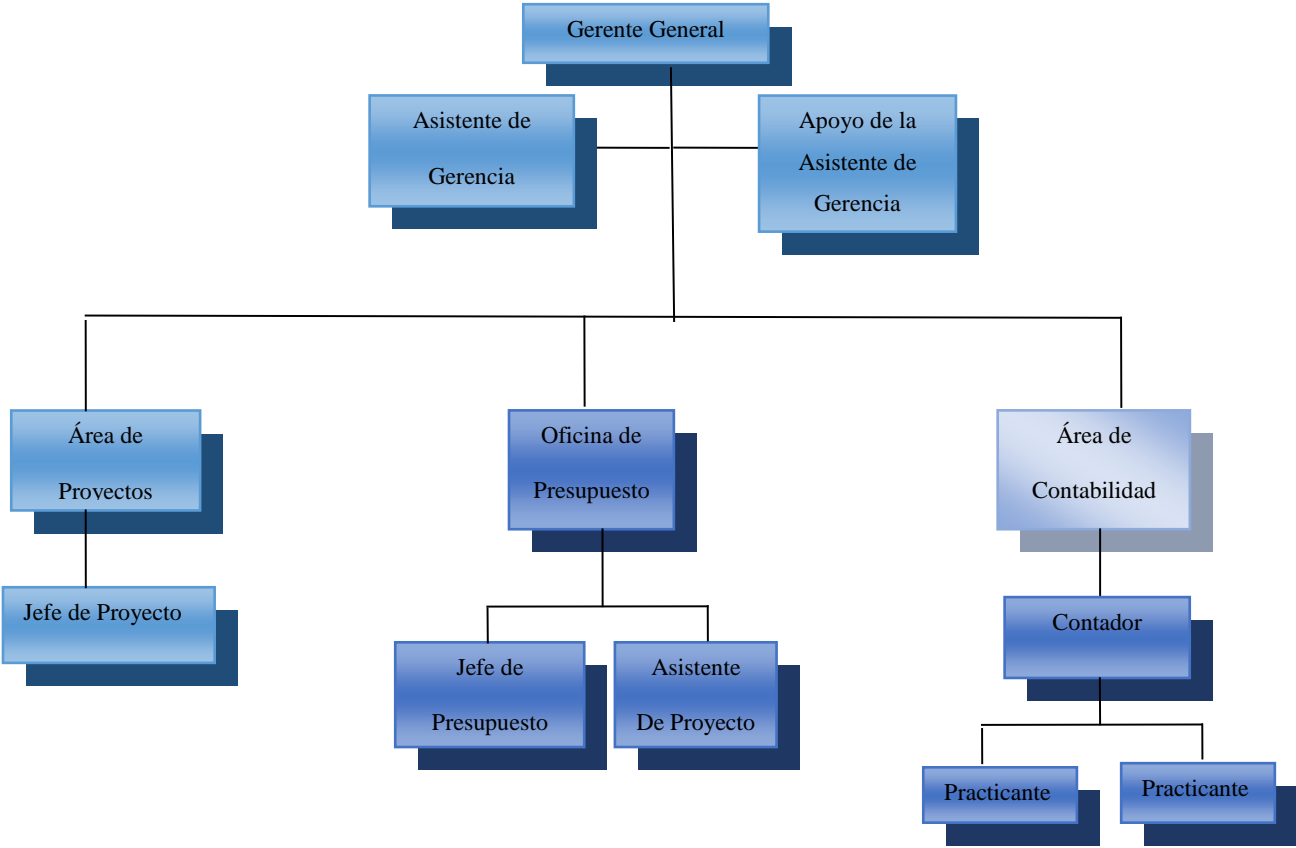 Gerente General
Asistente de
Gerencia
Apoyo de la
Asistente de
Gerencia
Área de
Proyectos
Oficina de
Presupuesto
Área de
Contabilidad
Jefe de Proyecto
Jefe de
Presupuesto
Asistente
De Proyecto
Contador
Practicante
Practicante